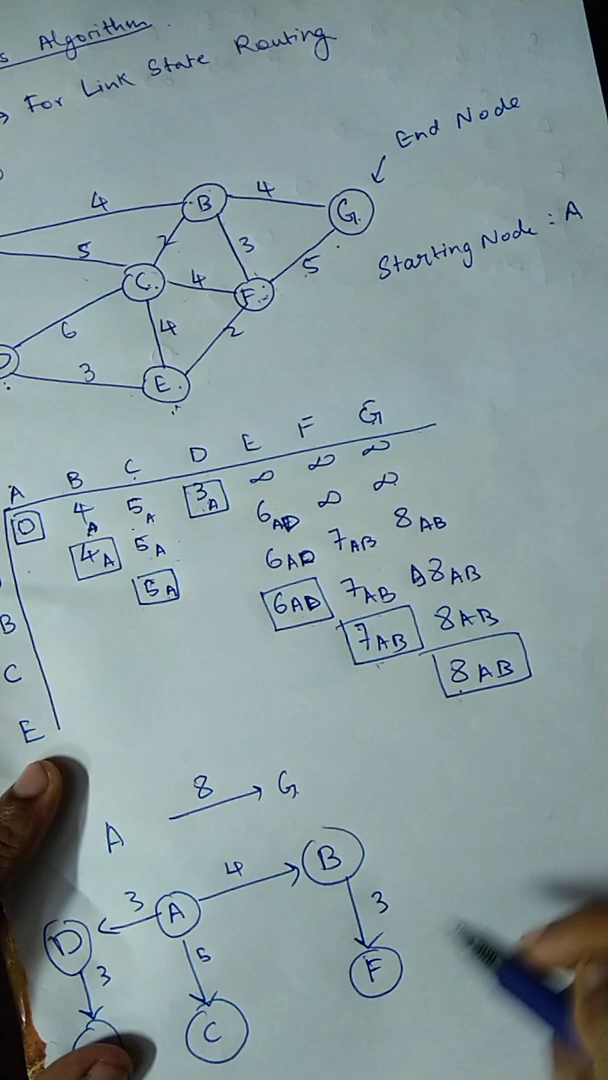 s Algorithm
→ For Link State Routing
End Node
4 B 4 G
5 2 3 Starting Node : A
C 4 F 5
6 4 2
D 3 E
A B C D E F G
0 4A 5A 3A ∞ ∞ ∞
4A 5A 6AD ∞ ∞
5A 6AD 7AB 8AB
B 6AD 7AB 8AB
C 7AB 8AB
E 8AB
A 8 → G
D 3 A 4 B
3 5 3
C F